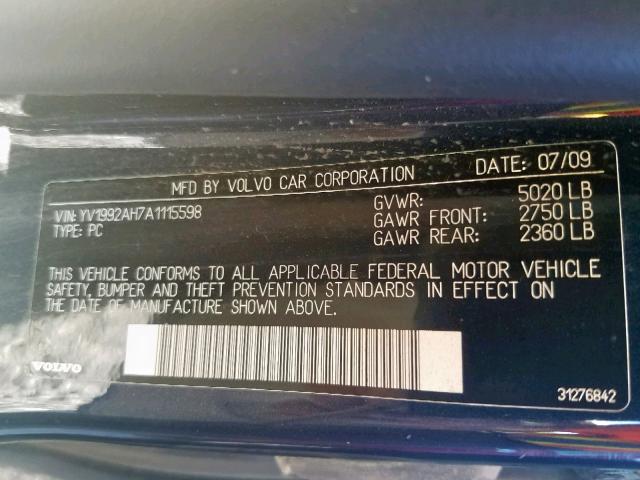 MFD BY VOLVO CAR CORPORATION DATE: 07/09
VIN: YV1992AH7A1115598
TYPE: PC
GVWR: 5020 LB
GAWR FRONT: 2750 LB
GAWR REAR: 2360 LB
THIS VEHICLE CONFORMS TO ALL APPLICABLE FEDERAL MOTOR VEHICLE
SAFETY, BUMPER AND THEFT PREVENTION STANDARDS IN EFFECT ON
THE DATE OF MANUFACTURE SHOWN ABOVE.
VOLVO
31276842